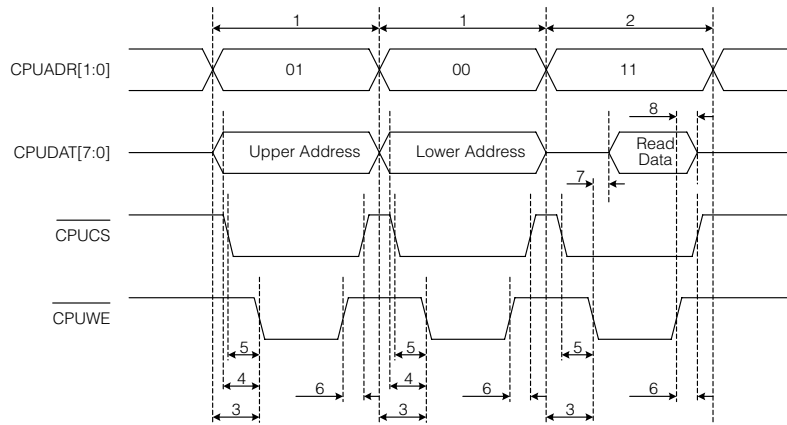 1 1 2
CPUADR[1:0] 01 00 11
8
CPUDAT[7:0] Upper Address Lower Address Read
Data
7
CPUCS
CPUWE
5 5 5
4 6 4 6 6
3 3 3